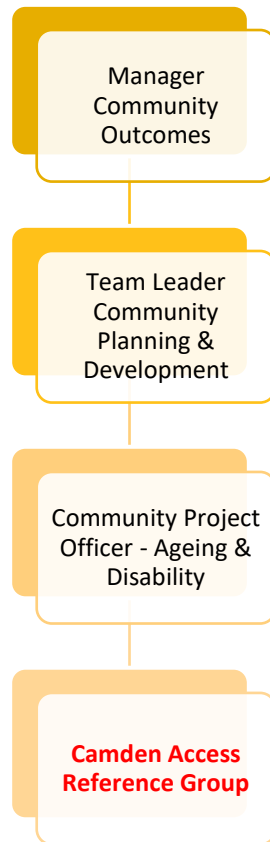 Manager
Community
Outcomes
Team Leader
Community
Planning &
Development
Community Project
Officer - Ageing &
Disability
Camden Access
Reference Group